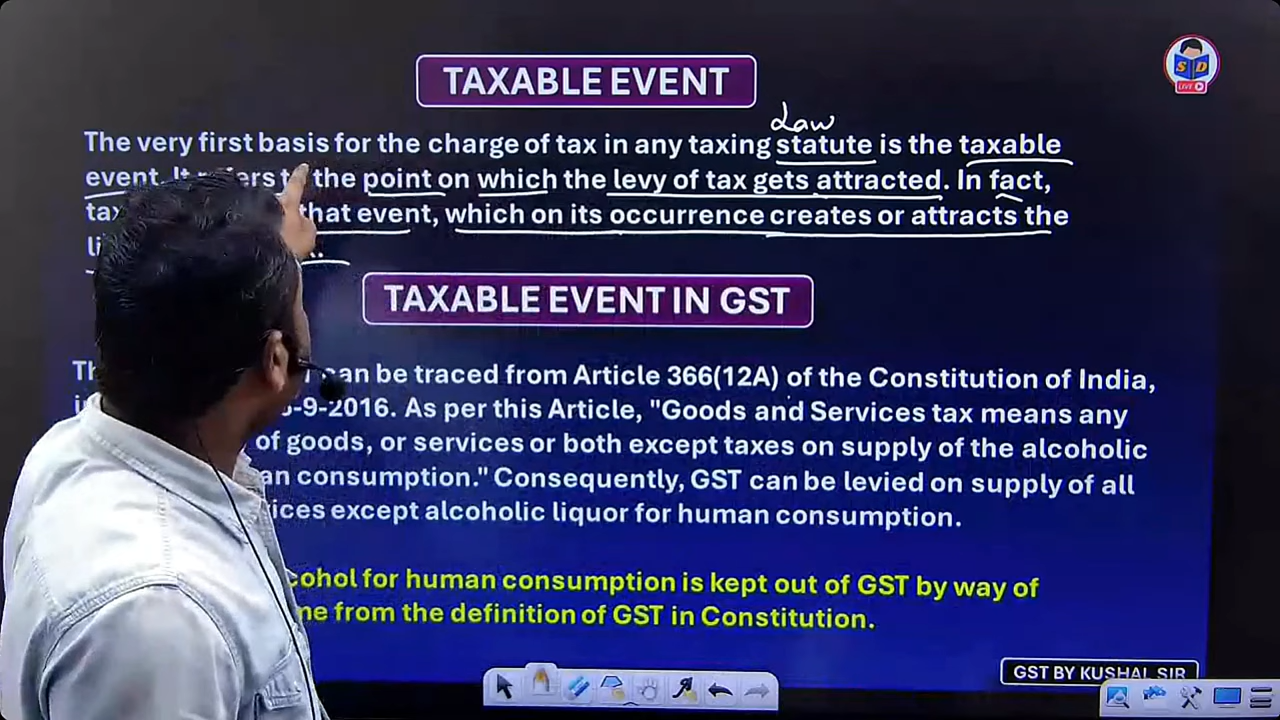 TAXABLE EVENT
Law
The very first basis for the charge of tax in any taxing statute is the taxable
event. It refers to the point on which the levy of tax gets attracted. In fact,
that event, which on its occurrence creates or attracts the
TAXABLE EVENT IN GST
can be traced from Article 366(12A) of the Constitution of India,
-9-2016. As per this Article, "Goods and Services tax means any
of goods, or services or both except taxes on supply of the alcoholic
consumption." Consequently, GST can be levied on supply of all
except alcoholic liquor for human consumption.
for human consumption is kept out of GST by way of
from the definition of GST in Constitution.
S D
LIVE
GST BY KUSHAL SIR